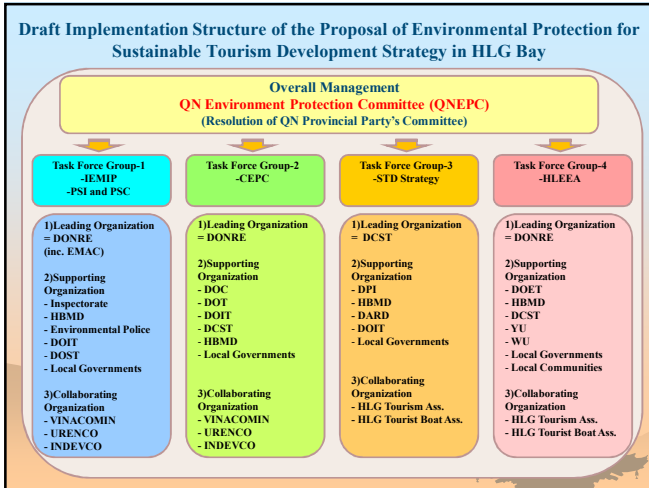 Draft Implementation Structure of the Proposal of Environmental Protection for
Sustainable Tourism Development Strategy in HLG Bay
Overall Management
QN Environment Protection Committee (QNEPC)
(Resolution of QN Provincial Party's Committee)
Task Force Group-1
-IEMIP
-PSI and PSC
Task Force Group-2
-CEPC
Task Force Group-3
-STD Strategy
Task Force Group-4
-HLEEA
1)Leading Organization
= DONRE
(inc. EMAC)
2)Supporting
Organization
- Inspectorate
- HBMD
- Environmental Police
- DOIT
- DOST
- Local Governments
3)Collaborating
Organization
- VINACOMIN
- URENCO
- INDEVCO
1)Leading Organization
= DONRE
2)Supporting
Organization
- DOC
- DOT
- DOIT
- DCST
- HBMD
- Local Governments
3)Collaborating
Organization
- VINACOMIN
- URENCO
- INDEVCO
1)Leading Organization
= DCST
2)Supporting
Organization
- DPI
- HBMD
- DARD
- DOIT
- Local Governments
3)Collaborating
Organization
- HLG Tourism Ass.
- HLG Tourist Boat Ass.
1)Leading Organization
= DONRE
2)Supporting
Organization
- DOET
- HBMD
- DCST
- YU
- WU
- Local Governments
- Local Communities
3)Collaborating
Organization
- HLG Tourism Ass.
- HLG Tourist Boat Ass.